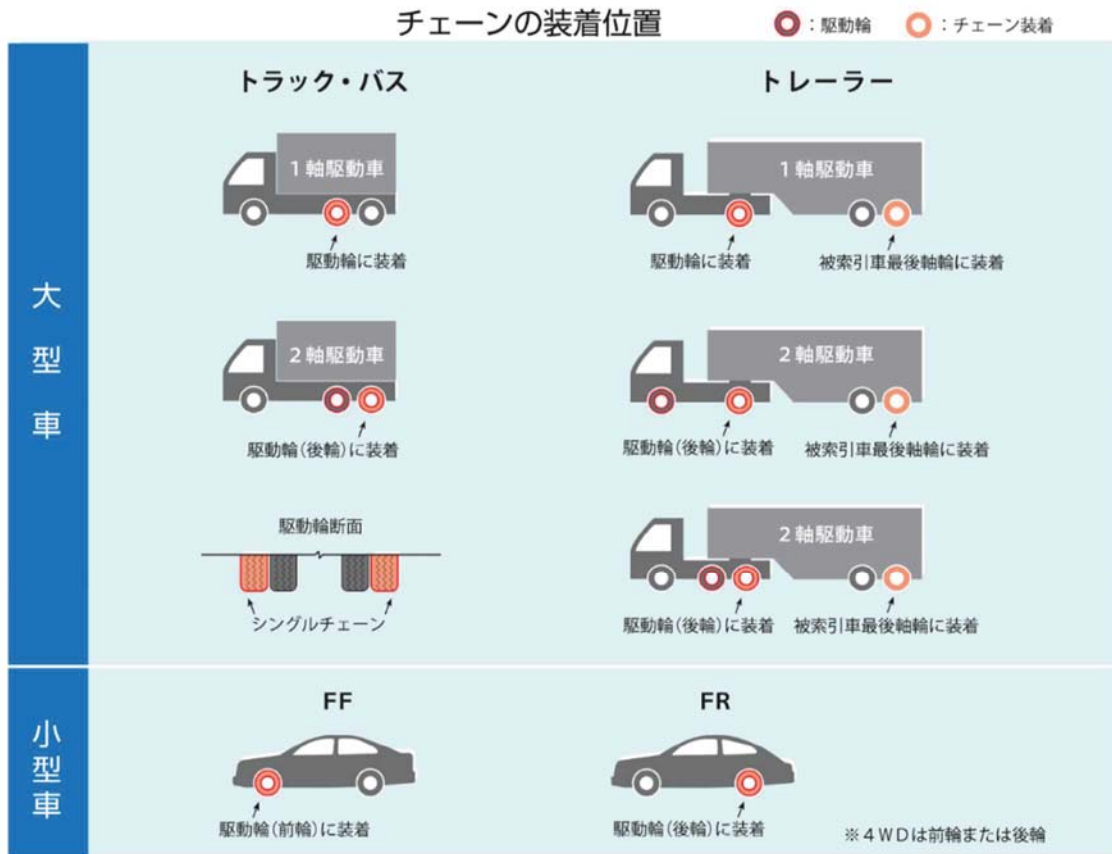 チェーンの装着位置
：駆動輪
：チェーン装着
大型車
トラック・バス
トレーラー
1軸駆動車
駆動輪に装着
1軸駆動車
駆動輪に装着
被索引車最後軸輪に装着
2軸駆動車
駆動輪(後輪)に装着
2軸駆動車
駆動輪(後輪)に装着
被索引車最後軸輪に装着
駆動輪断面
シングルチェーン
2軸駆動車
駆動輪(後輪)に装着
被索引車最後軸輪に装着
小型車
FF
駆動輪(前輪)に装着
FR
駆動輪(後輪)に装着
※4WDは前輪または後輪